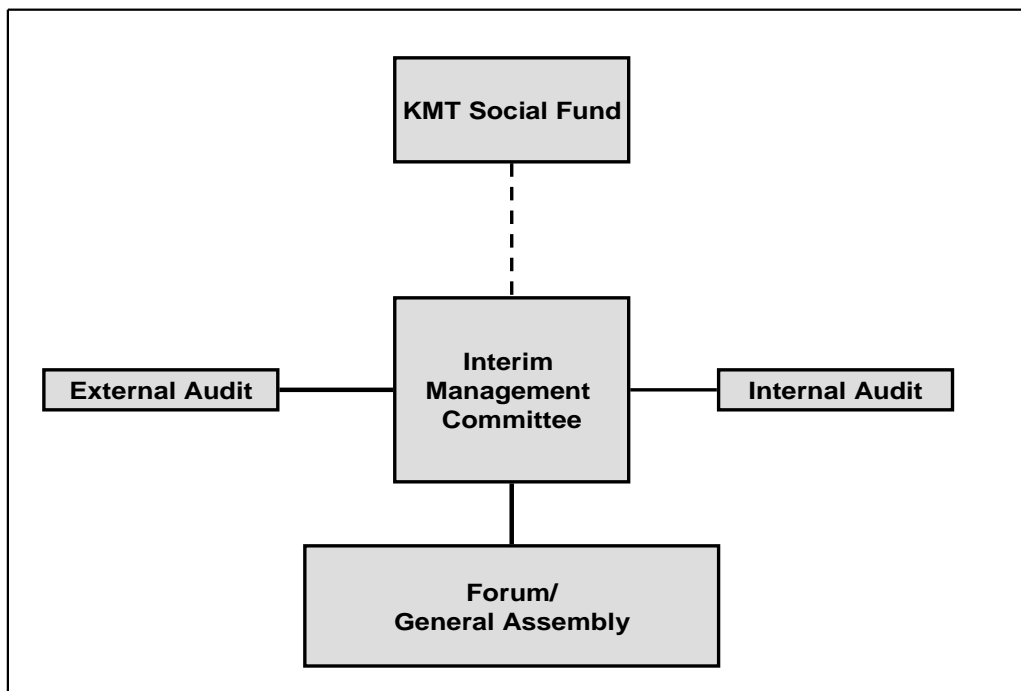 KMT Social Fund
External Audit
Interim
Management
Committee
Internal Audit
Forum/
General Assembly